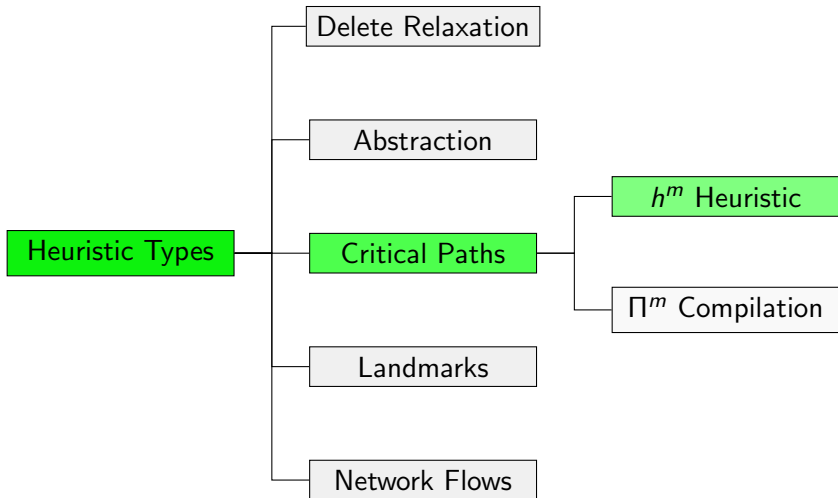 Delete Relaxation
Abstraction
h^m Heuristic
Heuristic Types
Critical Paths
Π^m Compilation
Landmarks
Network Flows